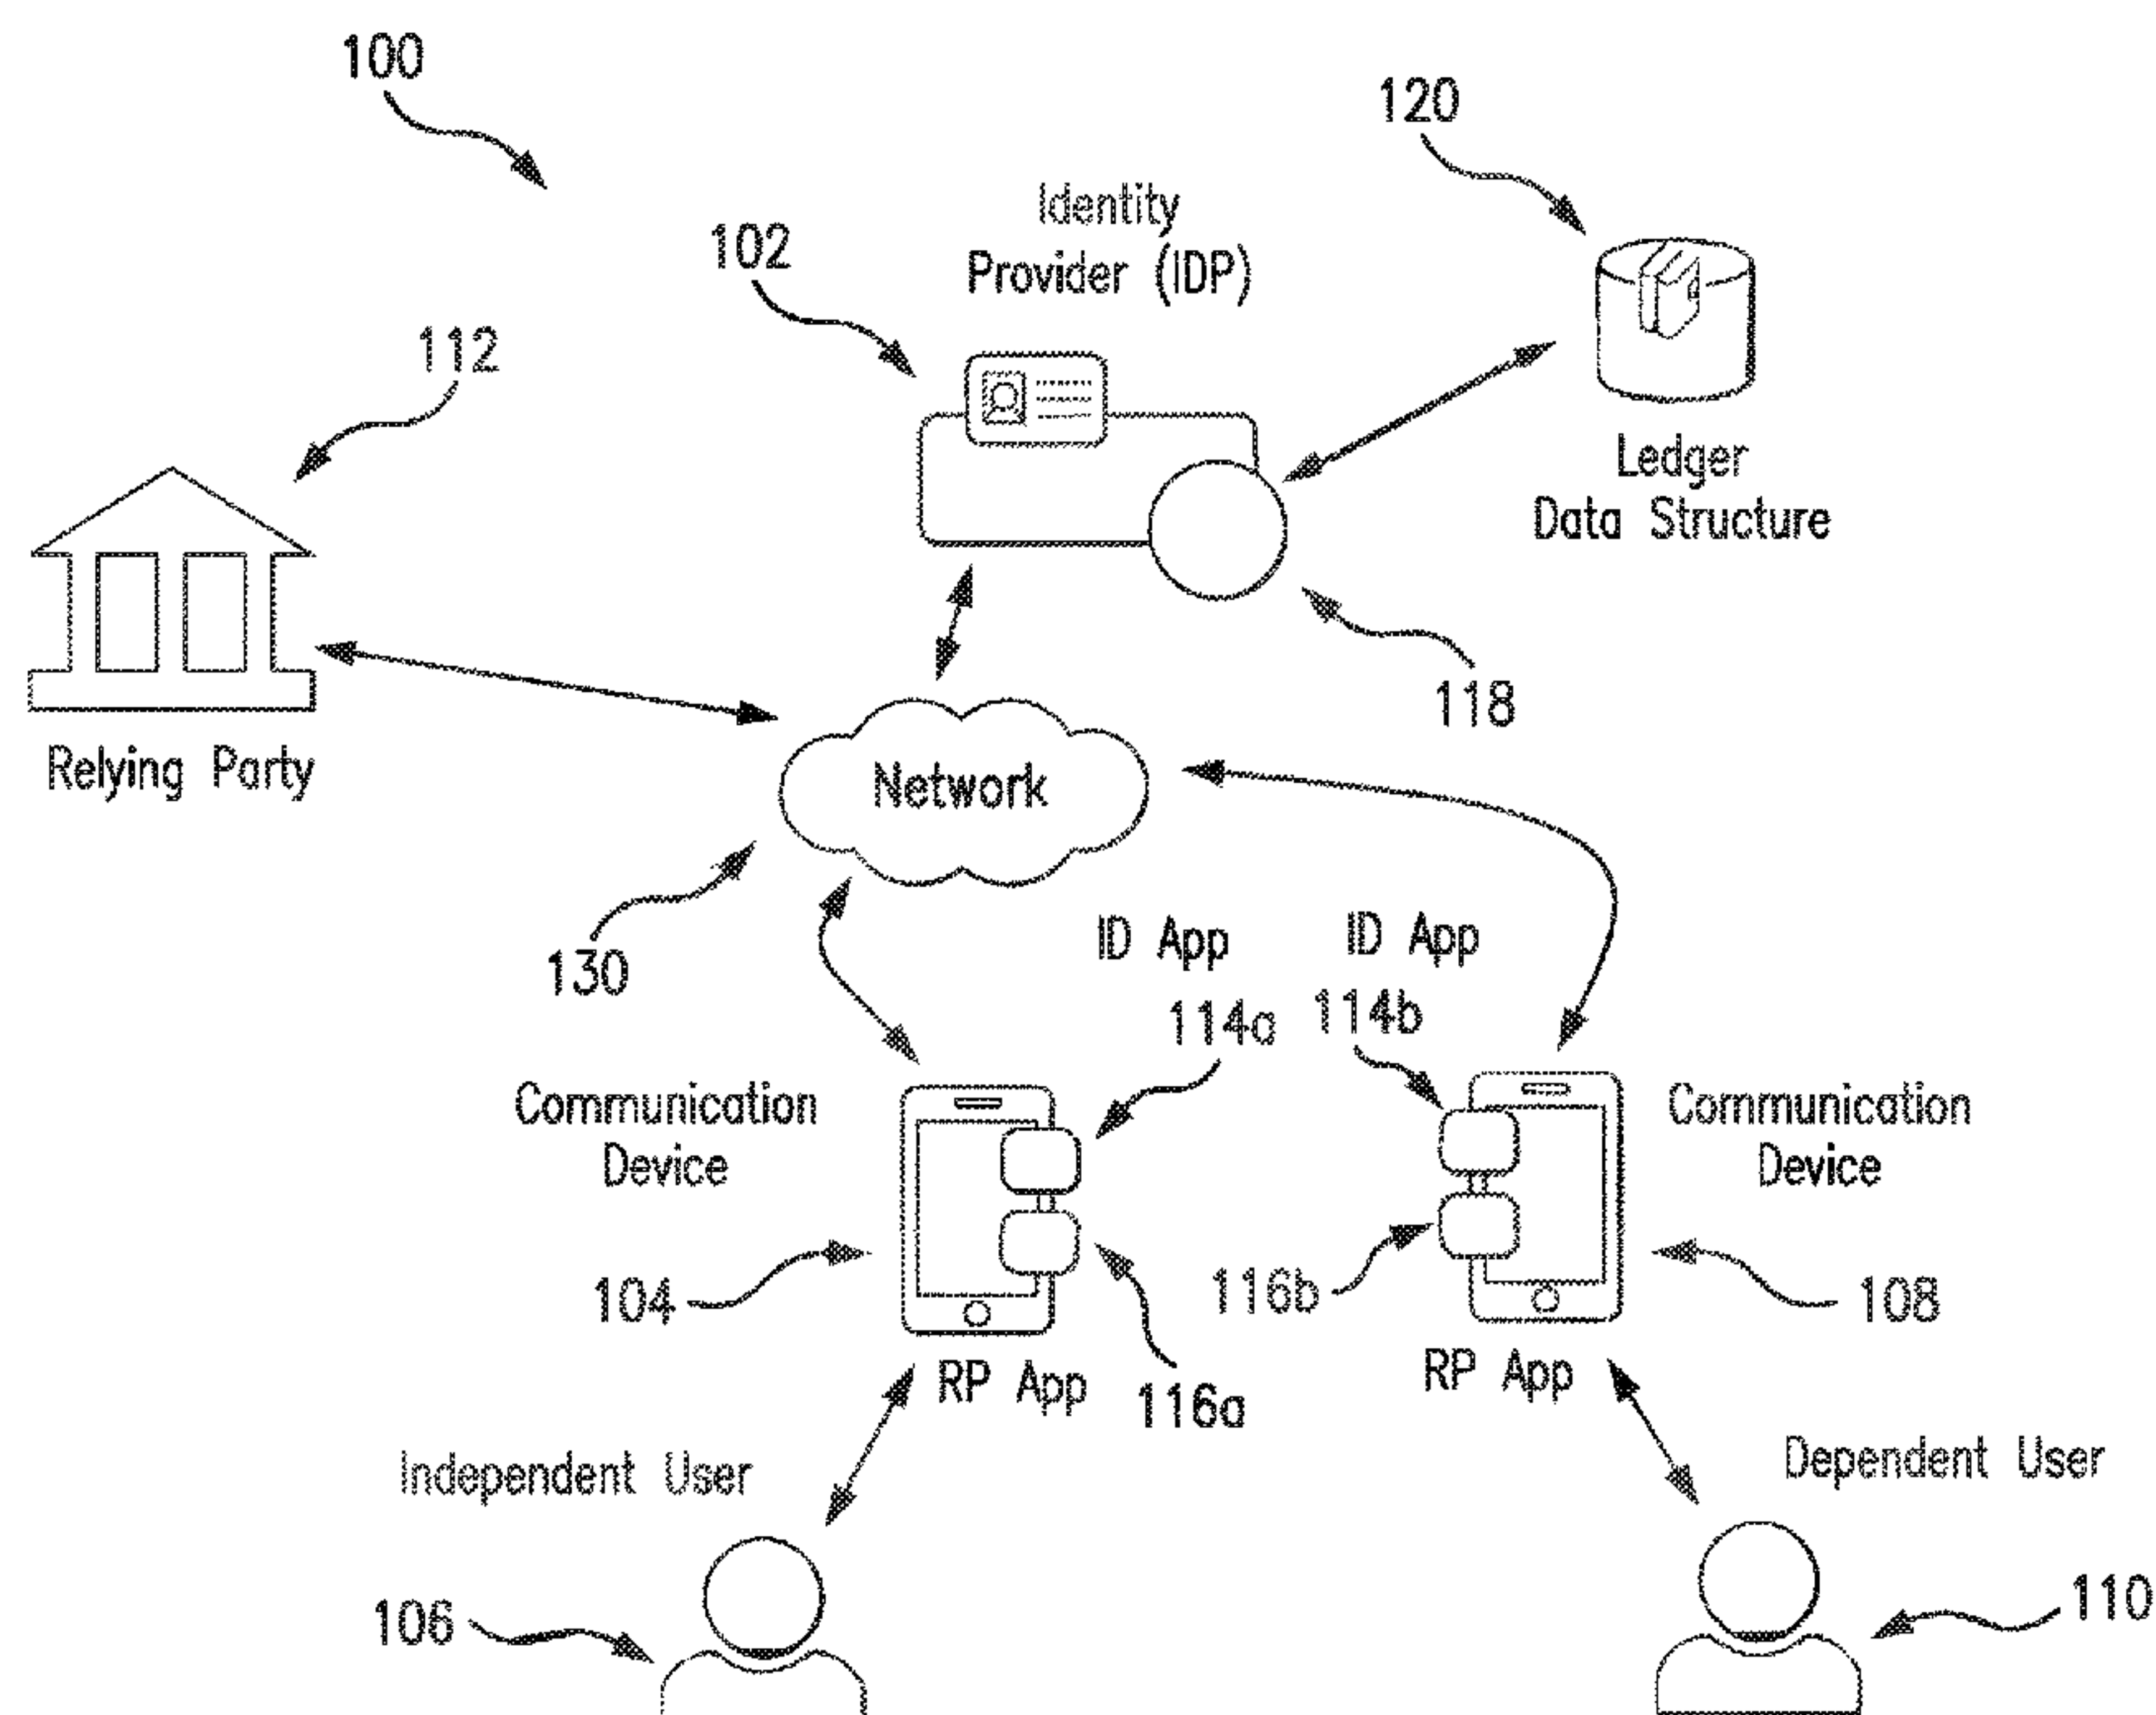 100
120
Identity
Provider (IDP)
102
112
Ledger
Data Structure
118
Relying Party
Network
130
ID App
114a
ID App
114b
Communication
Device
Communication
Device
104
116b
108
RP App
116a
RP App
Independent User
Dependent User
106
110